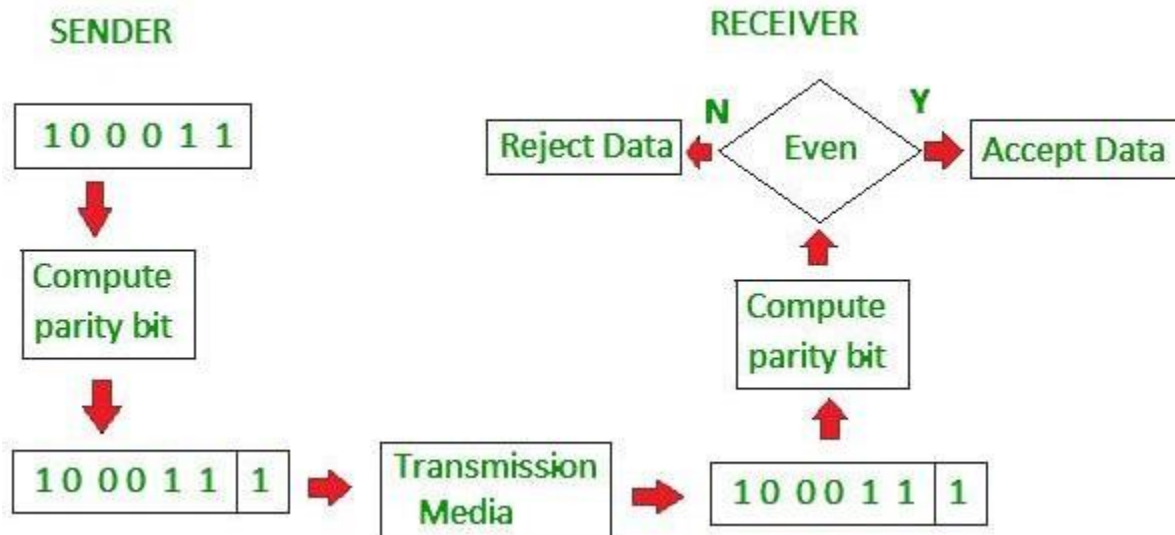 SENDER
1 0 0 0 1 1
Compute
parity bit
1 0 0 0 1 1 1
Transmission
Media
RECEIVER
N
Y
Reject Data
Even
Accept Data
Compute
parity bit
1 0 0 0 1 1 1